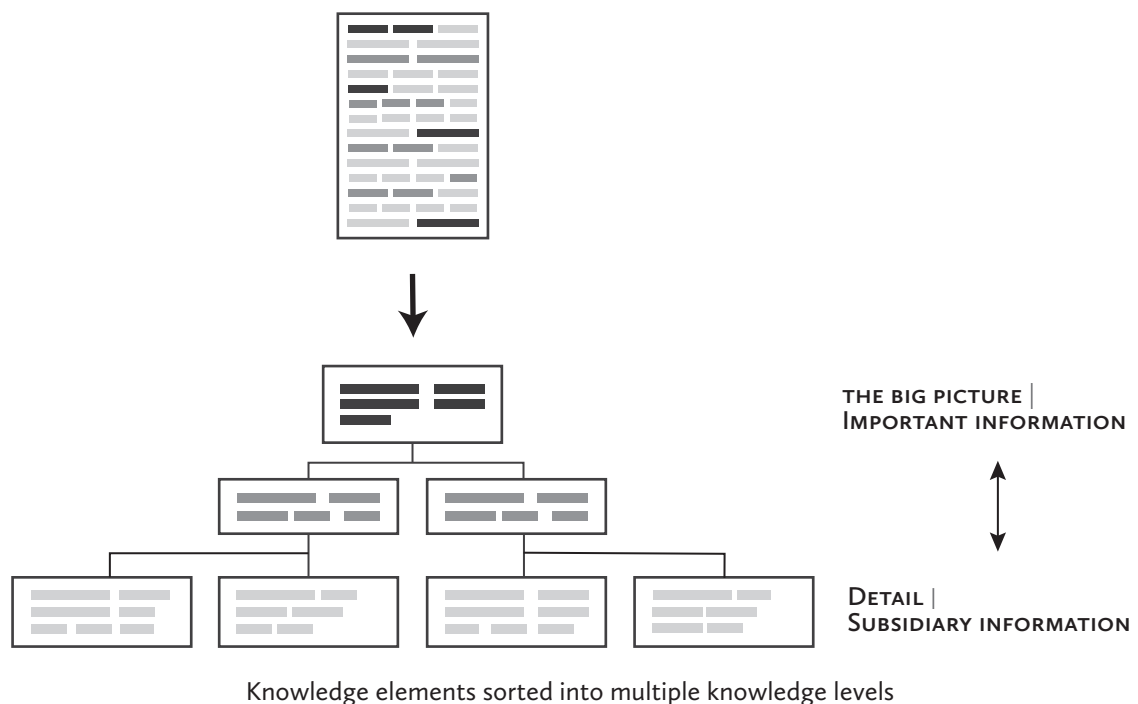 THE BIG PICTURE |
IMPORTANT INFORMATION
DETAIL |
SUBSIDIARY INFORMATION
Knowledge elements sorted into multiple knowledge levels